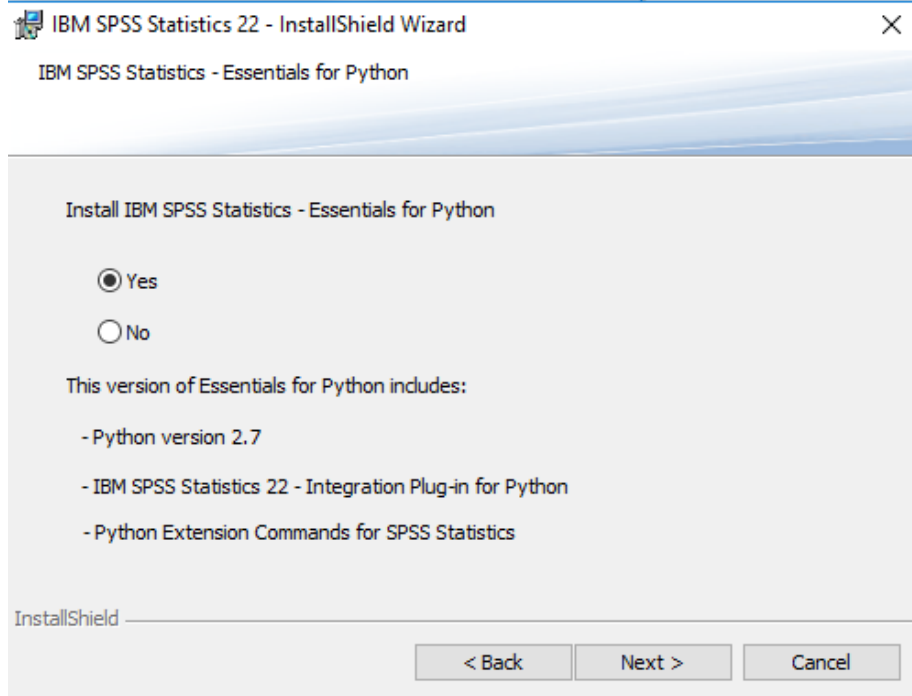 IBM SPSS Statistics 22 - InstallShield Wizard
IBM SPSS Statistics - Essentials for Python
Install IBM SPSS Statistics - Essentials for Python
Yes
No
This version of Essentials for Python includes:
- Python version 2.7
- IBM SPSS Statistics 22 - Integration Plug-in for Python
- Python Extension Commands for SPSS Statistics
InstallShield
< Back Next > Cancel